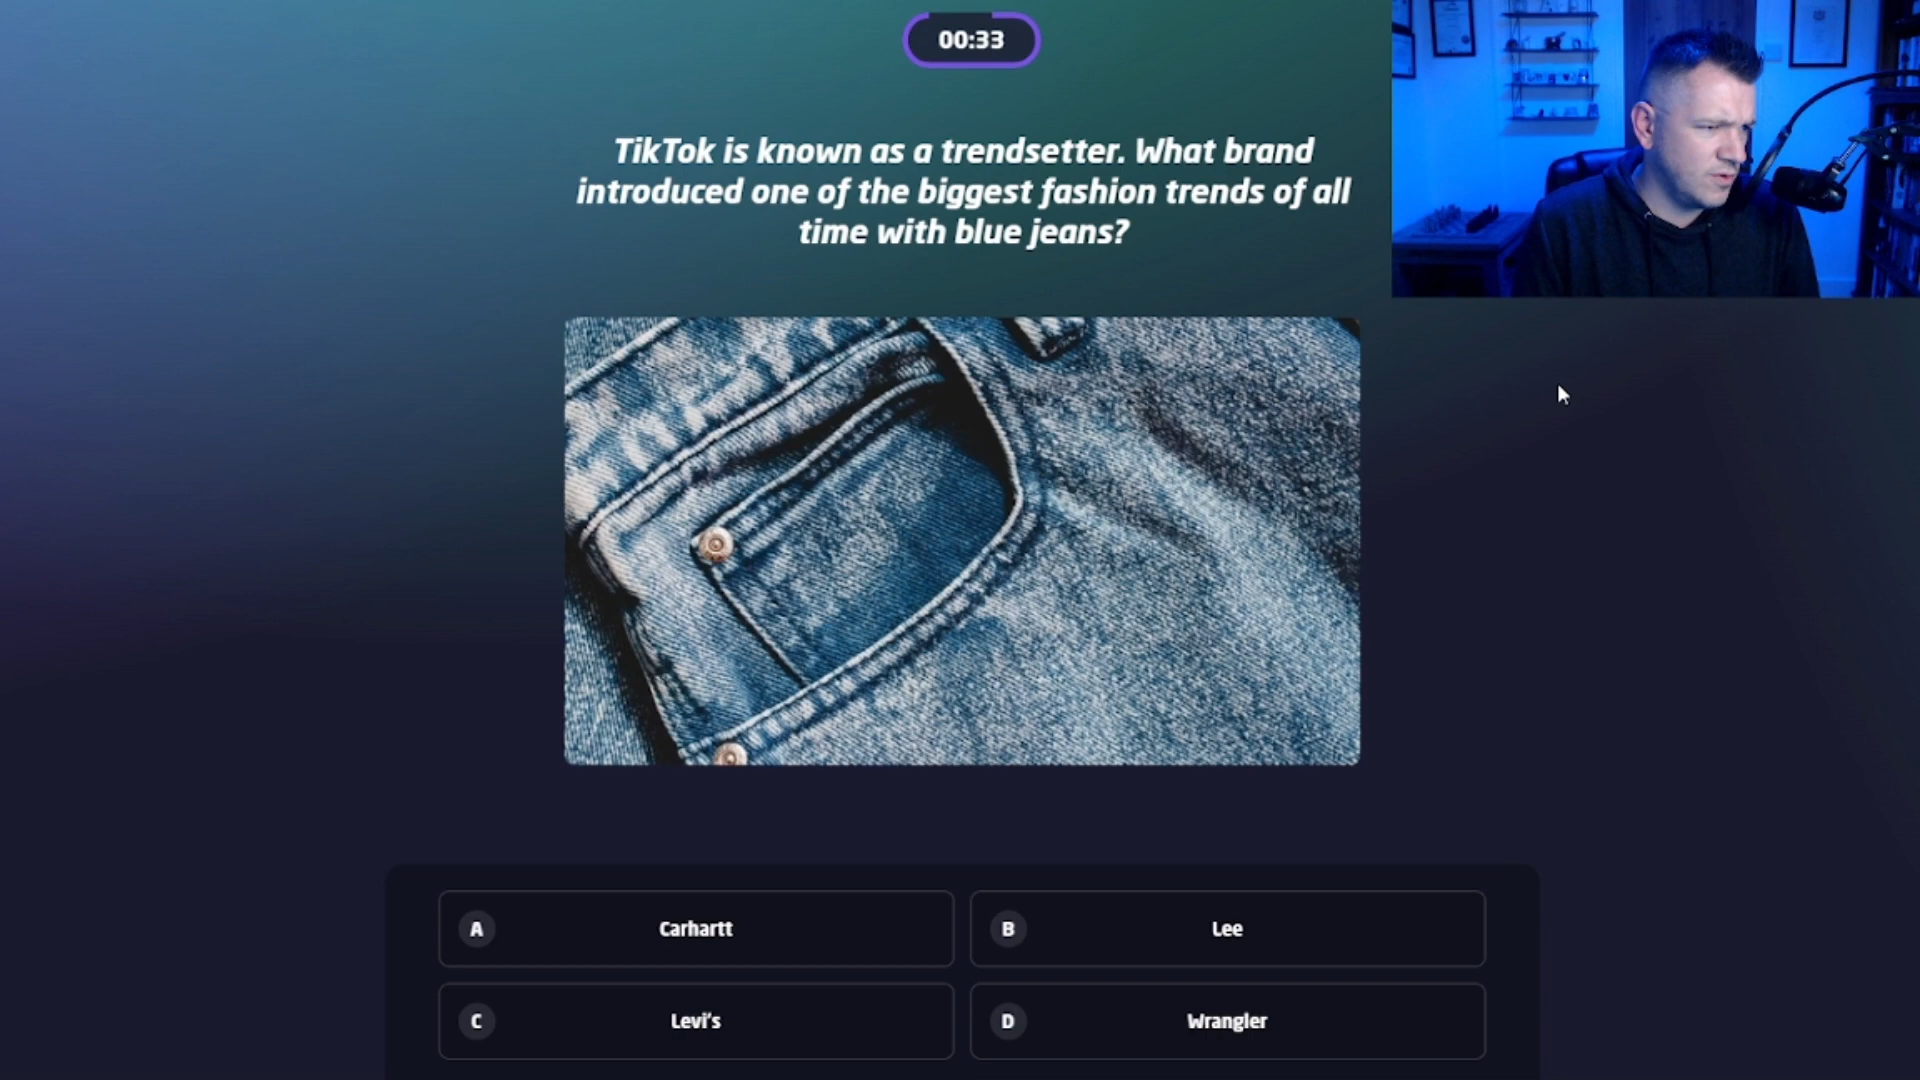 00:33
TikTok is known as a trendsetter. What brand
introduced one of the biggest fashion trends of all
time with blue jeans?
A Carhartt
B Lee
C Levi's
D Wrangler